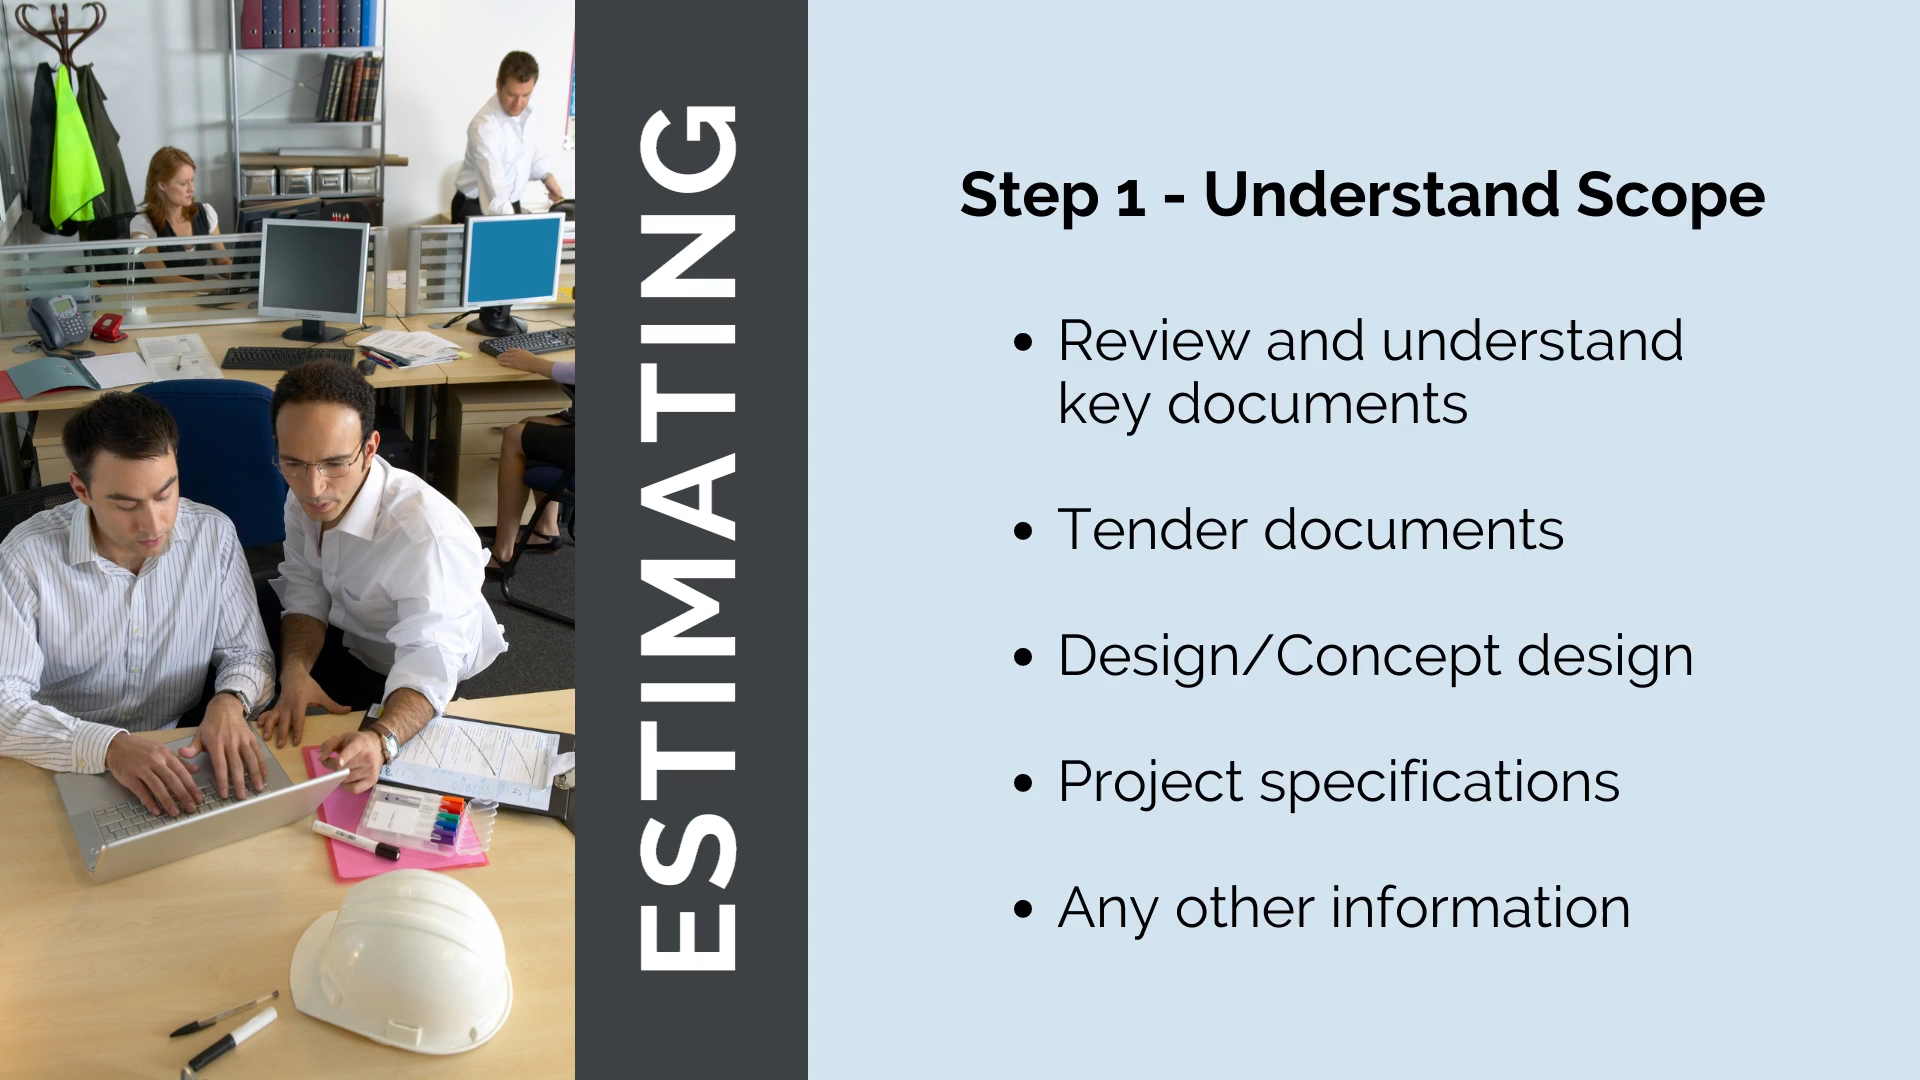 ESTIMATING
Step 1 - Understand Scope
• Review and understand
key documents
• Tender documents
• Design/Concept design
• Project specifications
• Any other information